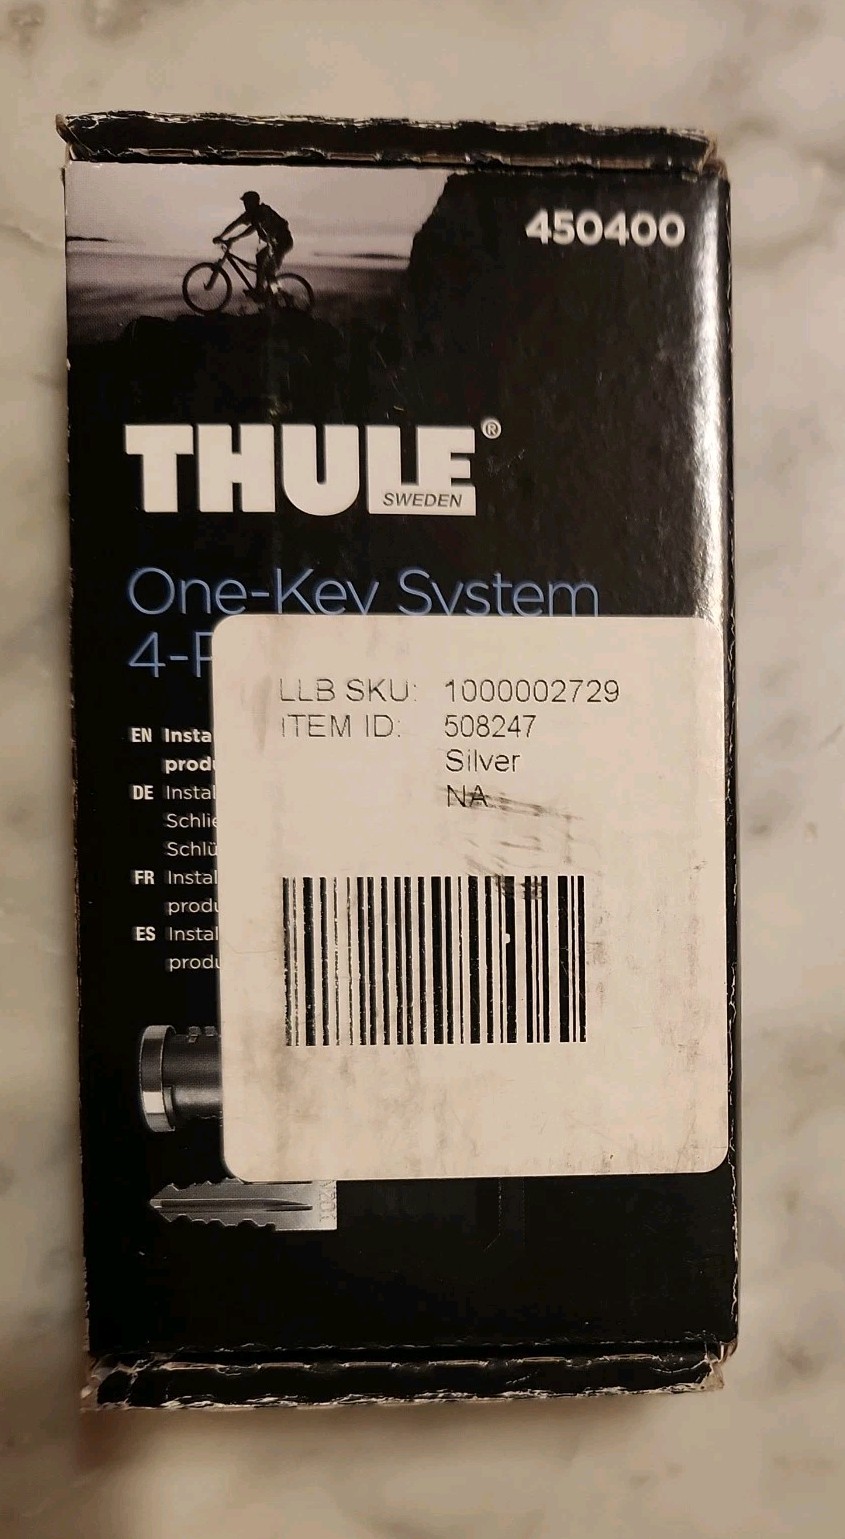 450400
THULE®
SWEDEN
One-Key System
4-P
LLB SKU: 1000002729
ITEM ID: 508247
Silver
NA
EN Insta
produ
DE Instal
Schlie
Schlü
FR Instal
produ
ES Instal
produ